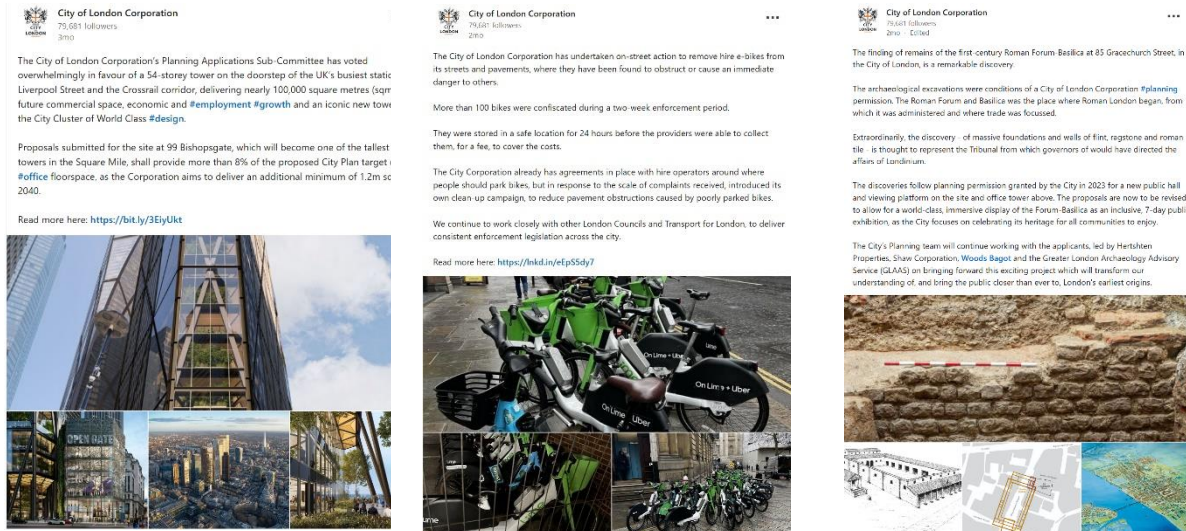 City of London Corporation
79,681 followers
3mo
The City of London Corporation's Planning Applications Sub-Committee has voted
overwhelmingly in favour of a 54-storey tower on the doorstep of the UK's busiest
Liverpool Street and the Crossrail corridor, delivering nearly 100,000 square metres
future commercial space, economic and #employment #growth and an iconic new
the City Cluster of World Class #design.
Proposals submitted for the site at 99 Bishopsgate, which will become one of the tallest
towers in the Square Mile, shall provide more than 8% of the proposed City Plan target
#office floorspace, as the Corporation aims to deliver an additional minimum of 1.2m
2040.
Read more here: https://bit.ly/3EiyUkt
OPEN GATE
City of London Corporation
79,681 followers
2mo
The City of London Corporation has undertaken on-street action to remove hire e-bikes from
its streets and pavements, where they have been found to obstruct or cause an immediate
danger to others.
More than 100 bikes were confiscated during a two-week enforcement period.
They were stored in a safe location for 24 hours before the providers were able to collect
them, for a fee, to cover the costs.
The City Corporation already has agreements in place with hire operators around where
people should park bikes, but in response to the scale of complaints received, introduced its
own clean-up campaign, to reduce pavement obstructions caused by poorly parked bikes.
We continue to work closely with other London Councils and Transport for London, to deliver
consistent enforcement legislation across the city.
Read more here: https://lnkd.in/eEpS5dy7
Lime
On Lime + Uber
On Lime + Uber
Lime Uber
City of London Corporation
79,681 followers
2mo · Edited
The finding of remains of the first-century Roman Forum-Basilica at 85 Gracechurch Street, in
the City of London, is a remarkable discovery.
The archaeological excavations were conditions of a City of London Corporation #planning
permission. The Roman Forum and Basilica was the place where Roman London began, from
which it was administered and where trade was focussed.
Extraordinarily, the discovery - of massive foundations and walls of flint, ragstone and roman
tile - is thought to represent the Tribunal from which governors of would have directed the
affairs of Londinium.
The discoveries follow planning permission granted by the City in 2023 for a new public hall
and viewing platform on the site and office tower above. The proposals are now to be revised
to allow for a world-class, immersive display of the Forum-Basilica as an inclusive, 7-day
exhibition, as the City focuses on celebrating its heritage for all communities to enjoy.
The City's Planning team will continue working with the applicants, led by Hertshten
Properties, Shaw Corporation, Woods Bagot and the Greater London Archaeology Advisory
Service (GLAAS) on bringing forward this exciting project which will transform our
understanding of, and bring the public closer than ever to, London's earliest origins.